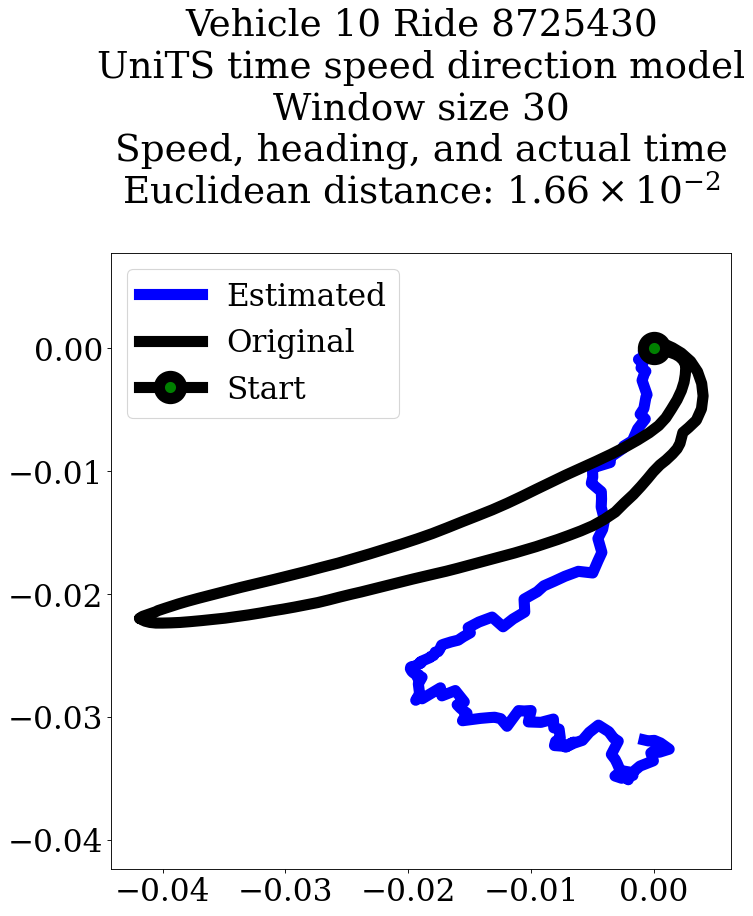 Vehicle 10 Ride 8725430
UniTS time speed direction model
Window size 30
Speed, heading, and actual time
Euclidean distance: 1.66 × 10⁻²
Estimated
Original
Start
0.00
−0.01
−0.02
−0.03
−0.04
−0.04 −0.03 −0.02 −0.01 0.00